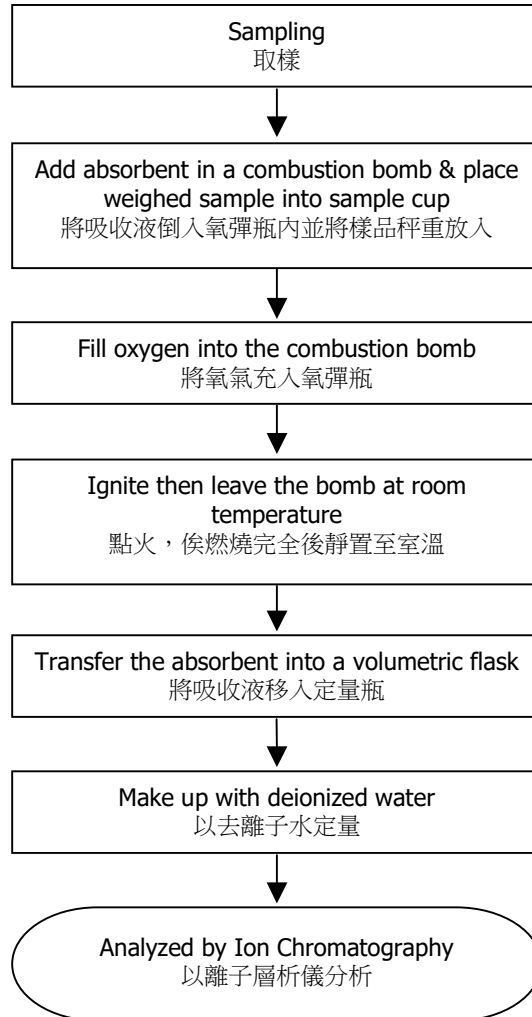 Sampling
取樣
Add absorbent in a combustion bomb & place
weighed sample into sample cup
將吸收液倒入氧彈瓶內並將樣品秤重放入
Fill oxygen into the combustion bomb
將氧氣充入氧彈瓶
Ignite then leave the bomb at room
temperature
點火，俟燃燒完全後靜置至室溫
Transfer the absorbent into a volumetric flask
將吸收液移入定量瓶
Make up with deionized water
以去離子水定量
Analyzed by Ion Chromatography
以離子層析儀分析